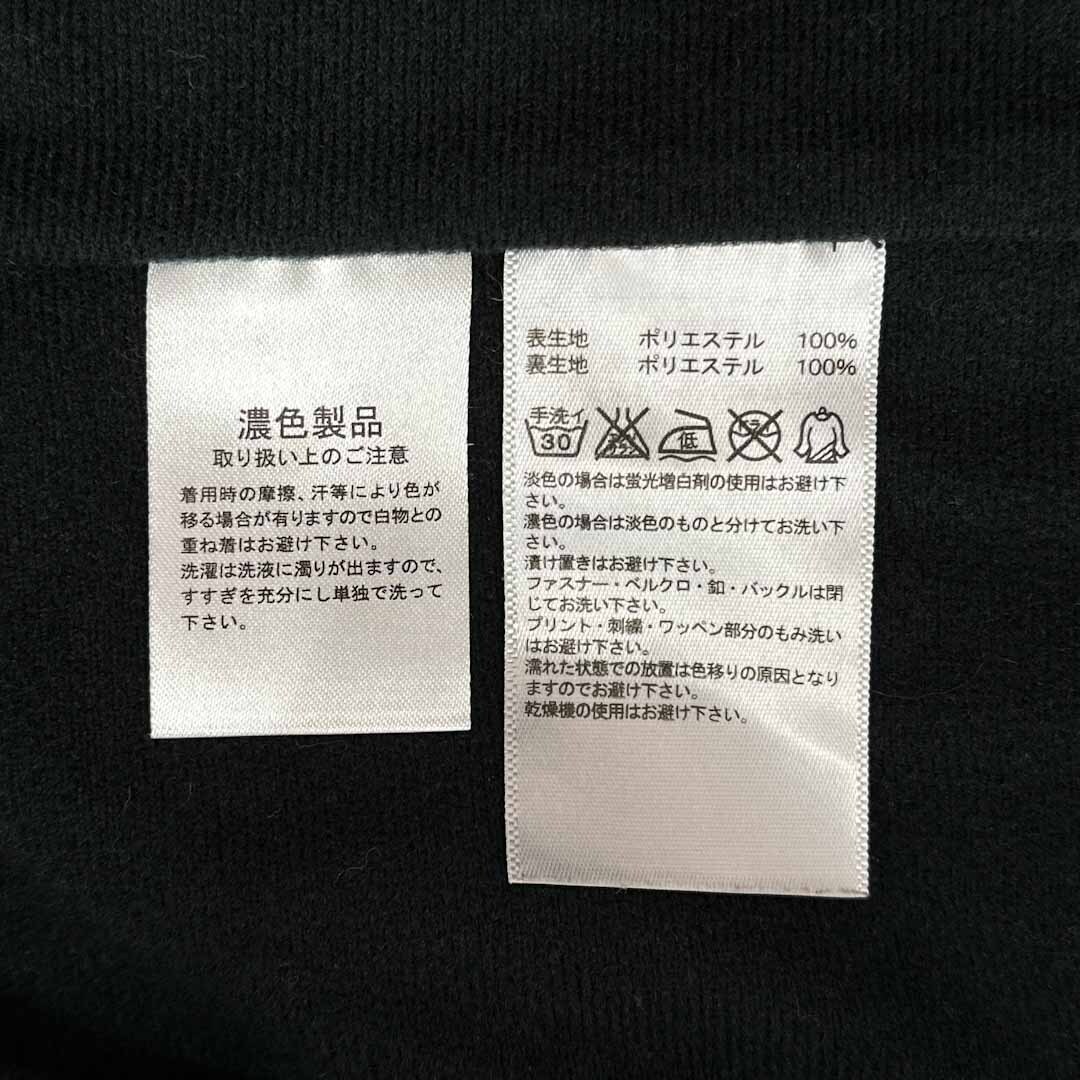 濃色製品
取り扱い上のご注意
着用時の摩擦、汗等により色が
移る場合が有りますので白物との
重ね着はお避け下さい。
洗濯は洗液に濁りが出ますので、
すすぎを充分にし単独で洗って
下さい。
表生地 ポリエステル 100%
裏生地 ポリエステル 100%
手洗イ
30
低
淡色の場合は蛍光増白剤の使用はお避け下
さい。
濃色の場合は淡色のものと分けてお洗い下
さい。
漬け置きはお避け下さい。
ファスナー・ベルクロ・釦・バックルは閉
じてお洗い下さい。
プリント・刺繍・ワッペン部分のもみ洗い
はお避け下さい。
濡れた状態での放置は色移りの原因となり
ますのでお避け下さい。
乾燥機の使用はお避け下さい。